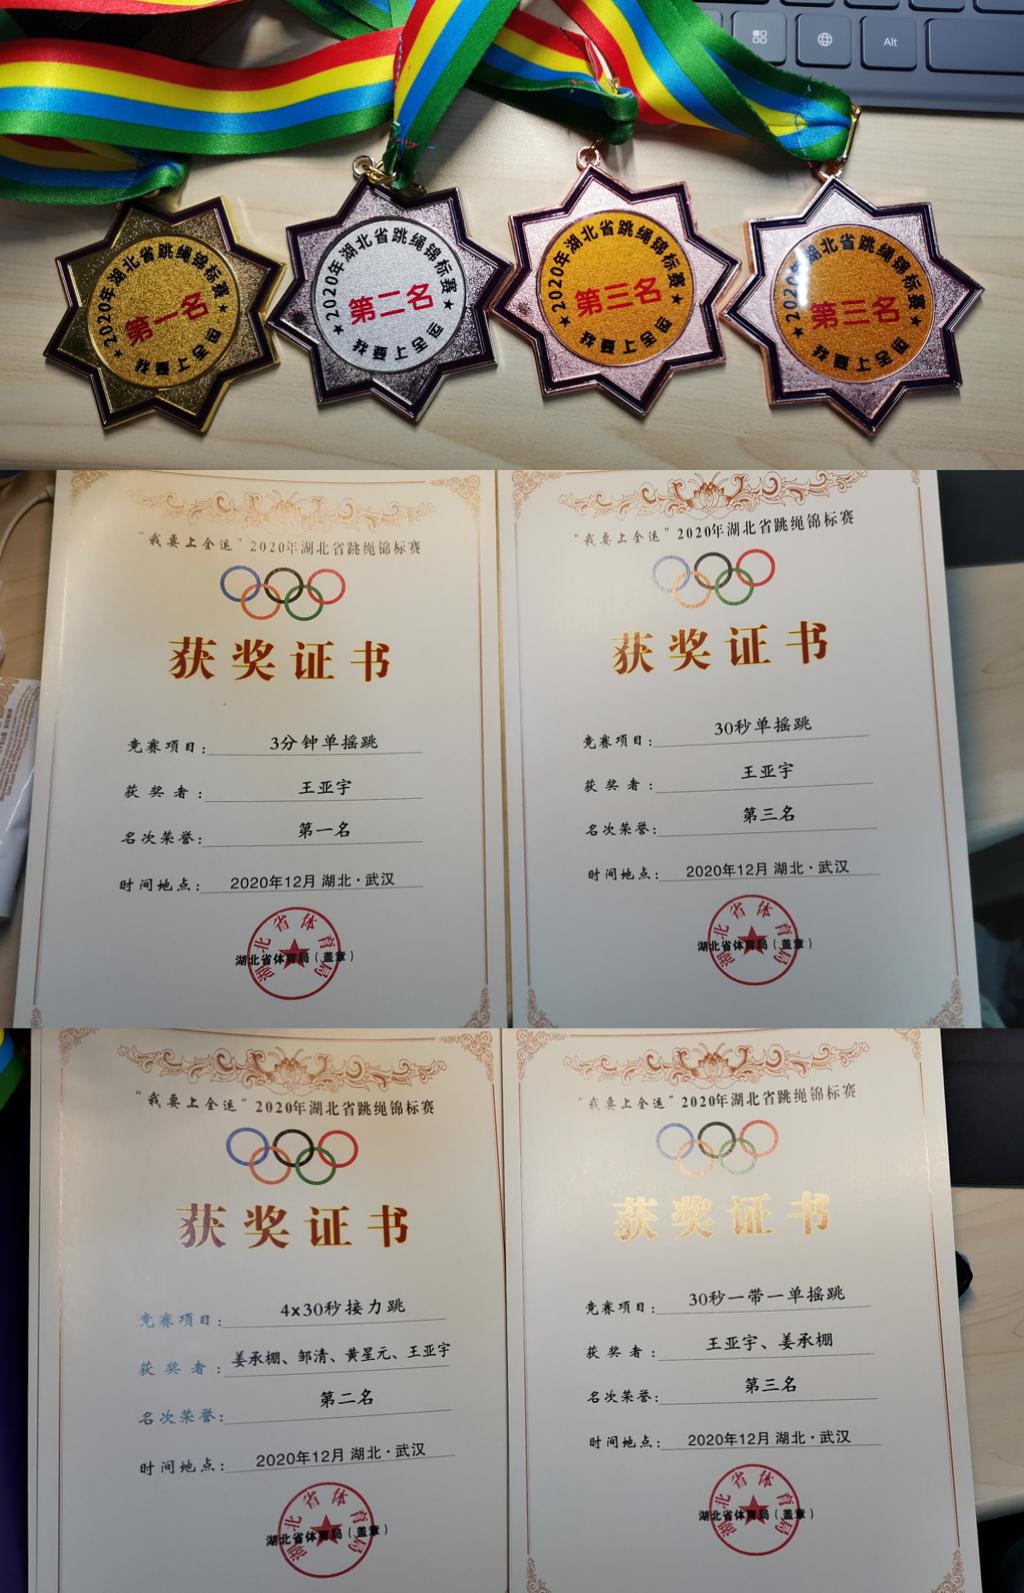 Alt
2020年湖北省跳绳锦标赛
第一名
★我要上全运★
2020年湖北省跳绳锦标赛
第二名
★我要上全运★
2020年湖北省跳绳锦标赛
第三名
★我要上全运★
2020年湖北省跳绳锦标赛
第三名
★我要上全运★
“我要上全运”2020年湖北省跳绳锦标赛
获奖证书
竞赛项目：3分钟单摇跳
获奖者：王亚宇
名次荣誉：第一名
时间地点：2020年12月 湖北·武汉
湖北省体育局
湖北省体育局（盖章）
“我要上全运”2020年湖北省跳绳锦标赛
获奖证书
竞赛项目：30秒单摇跳
获奖者：王亚宇
名次荣誉：第三名
时间地点：2020年12月 湖北·武汉
湖北省体育局
湖北省体育局（盖章）
“我要上全运”2020年湖北省跳绳锦标赛
获奖证书
竞赛项目：4x30秒接力跳
获奖者：姜承棚、邹清、黄星元、王亚宇
名次荣誉：第二名
时间地点：2020年12月 湖北·武汉
湖北省体育局
湖北省体育局（盖章）
“我要上全运”2020年湖北省跳绳锦标赛
获奖证书
竞赛项目：30秒一带一单摇跳
获奖者：王亚宇、姜承棚
名次荣誉：第三名
时间地点：2020年12月 湖北·武汉
湖北省体育局
湖北省体育局（盖章）